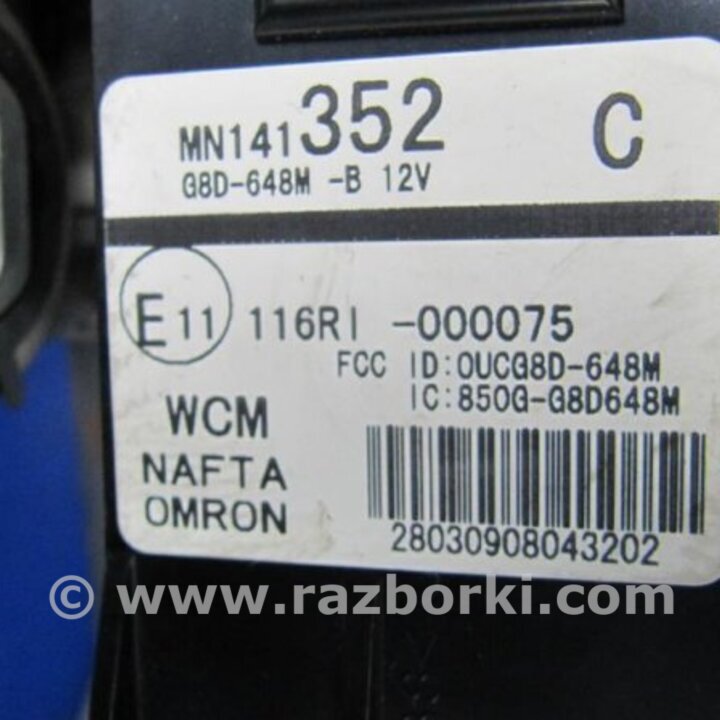 MN141352 C
G8D-648M -B 12V
E11 116RI -000075
FCC ID:OUCG8D-648M
IC:850G-G8D648M
WCM
NAFTA
OMRON
28030908043202
© www.razborki.com